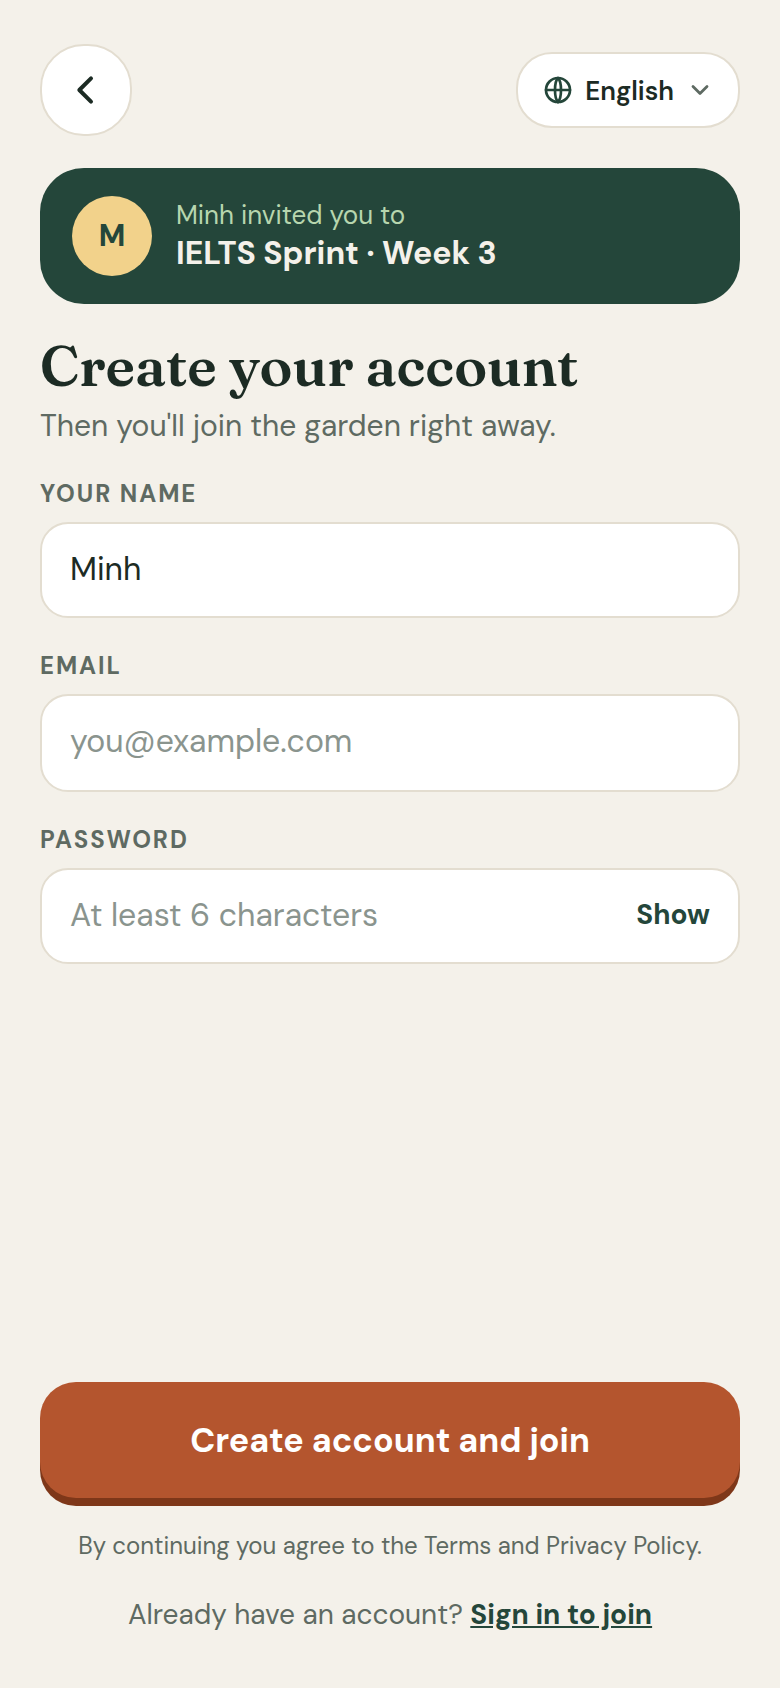 English
M
Minh invited you to
IELTS Sprint · Week 3
Create your account
Then you'll join the garden right away.
YOUR NAME
Minh
EMAIL
you@example.com
PASSWORD
At least 6 characters
Show
Create account and join
By continuing you agree to the Terms and Privacy Policy.
Already have an account? Sign in to join